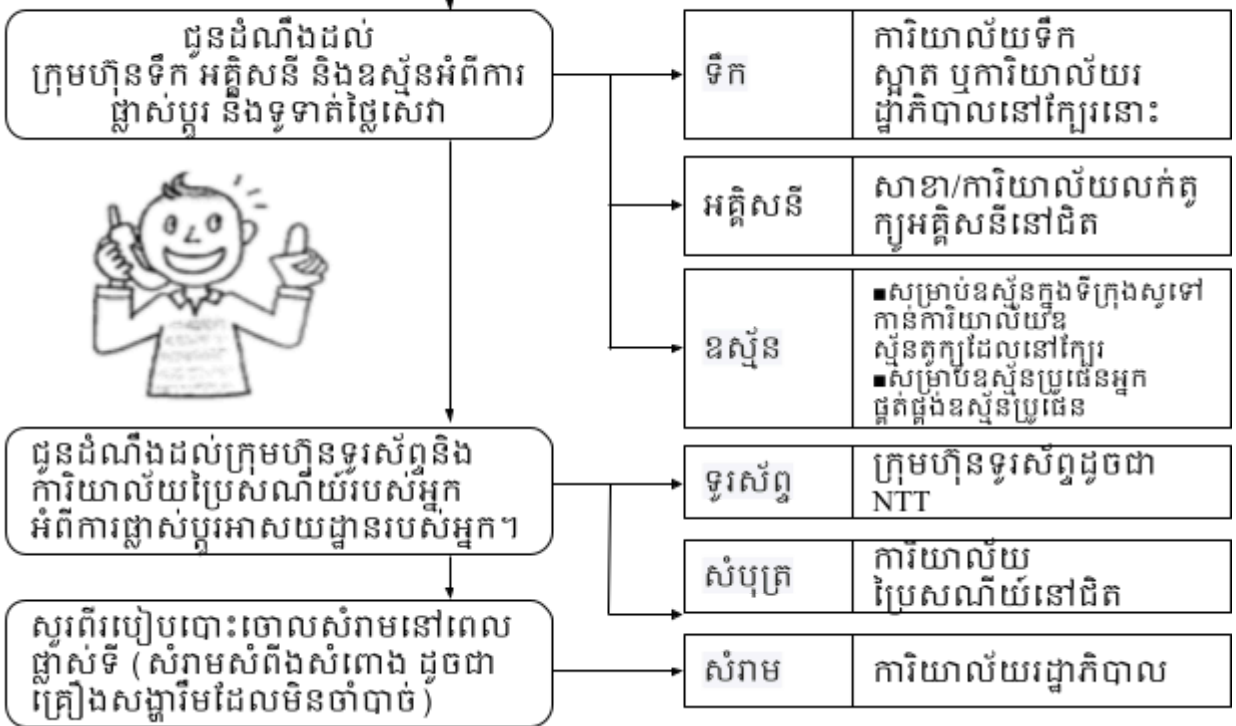 ជូនដំណឹងដល់
ក្រុមហ៊ុនទឹក អគ្គិសនី និងឧស្ម័នអំពីការ
ផ្លាស់ប្តូរ និងទូទាត់ថ្លៃសេវា
ទឹក
ការិយាល័យទឹក
ស្អាត ឬការិយាល័យរ
ដ្ឋាភិបាលនៅក្បែរនោះ
អគ្គិសនី
សាខា/ការិយាល័យលក់តូ
ក្យូអគ្គិសនីនៅជិត
ឧស្ម័ន
■សម្រាប់ឧស្ម័នក្នុងទីក្រុងសូទៅ
កាន់ការិយាល័យឧ
ស្ម័នតូក្យូដែលនៅក្បែរ
■សម្រាប់ឧស្ម័នប្រូផេនអ្នក
ផ្គត់ផ្គង់ឧស្ម័នប្រូផេន
ជូនដំណឹងដល់ក្រុមហ៊ុនទូរស័ព្ទនិង
ការិយាល័យប្រៃសណីយ៍របស់អ្នក
អំពីការផ្លាស់ប្តូរអាសយដ្ឋានរបស់អ្នក។
ទូរស័ព្ទ
ក្រុមហ៊ុនទូរស័ព្ទដូចជា
NTT
សំបុត្រ
ការិយាល័យ
ប្រៃសណីយ៍នៅជិត
សួរពីរបៀបបោះចោលសំរាមនៅពេល
ផ្លាស់ទី (សំរាមសំពីងសំពោង ដូចជា
គ្រឿងសង្ហារឹមដែលមិនចាំបាច់)
សំរាម
ការិយាល័យរដ្ឋាភិបាល